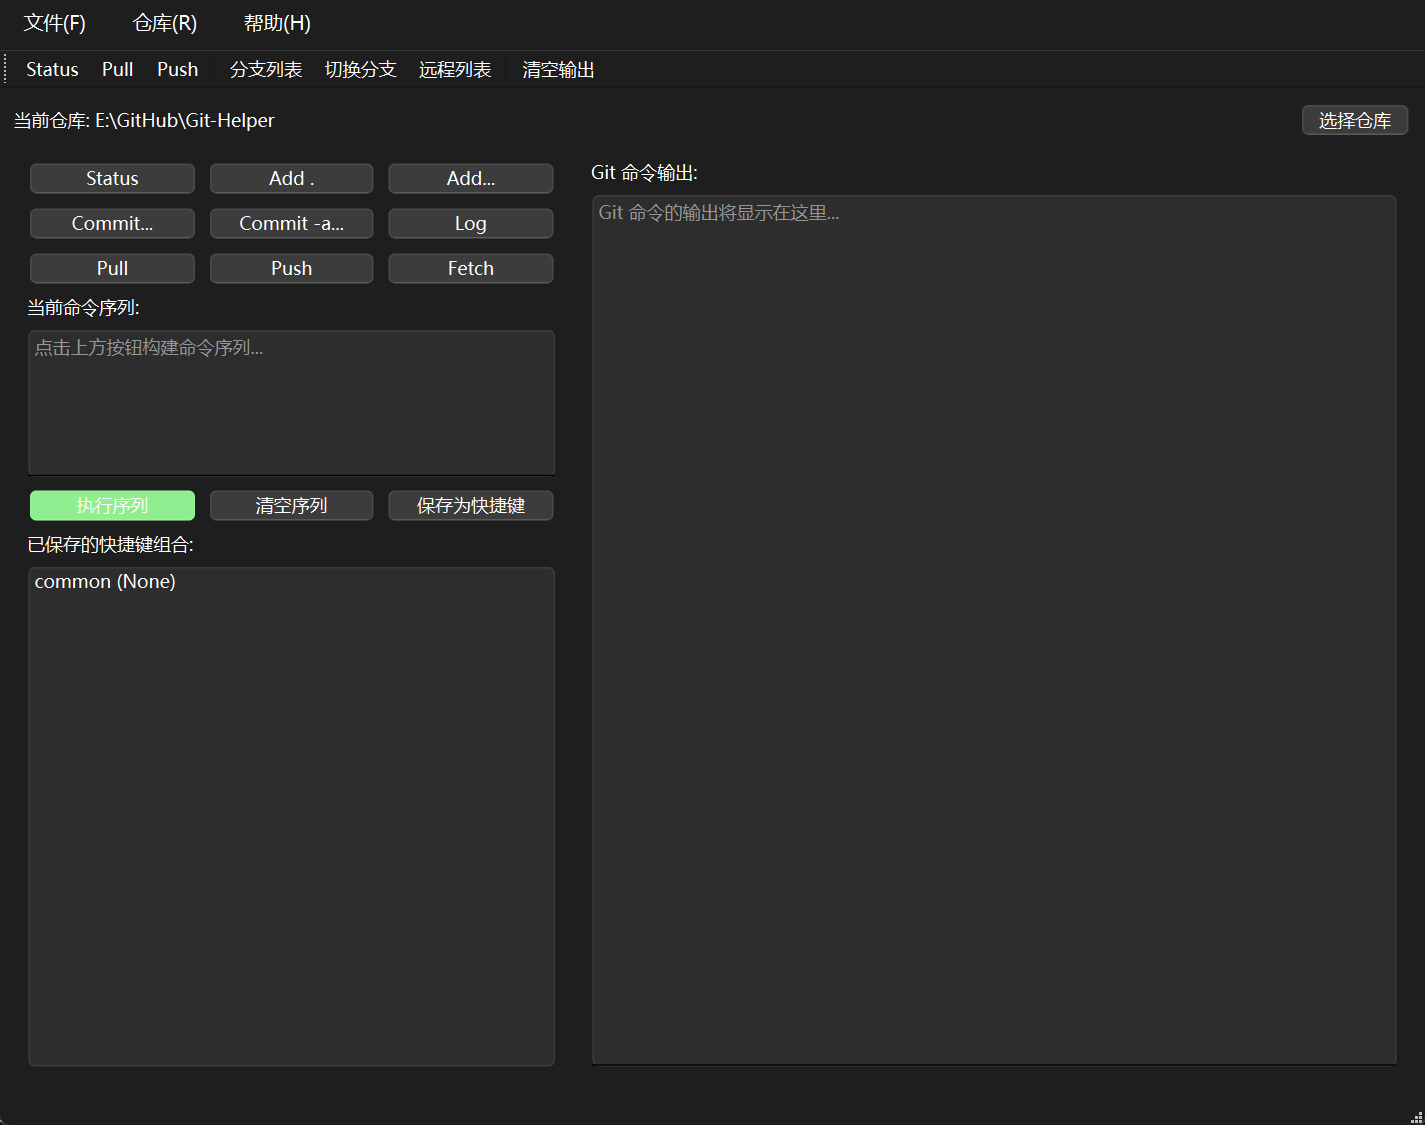 文件(F) 仓库(R) 帮助(H)
Status Pull Push 分支列表 切换分支 远程列表 清空输出
当前仓库: E:\GitHub\Git-Helper 选择仓库
Status Add . Add...
Commit... Commit -a... Log
Pull Push Fetch
当前命令序列:
点击上方按钮构建命令序列...
执行序列 清空序列 保存为快捷键
已保存的快捷键组合:
common (None)
Git 命令输出:
Git 命令的输出将显示在这里...